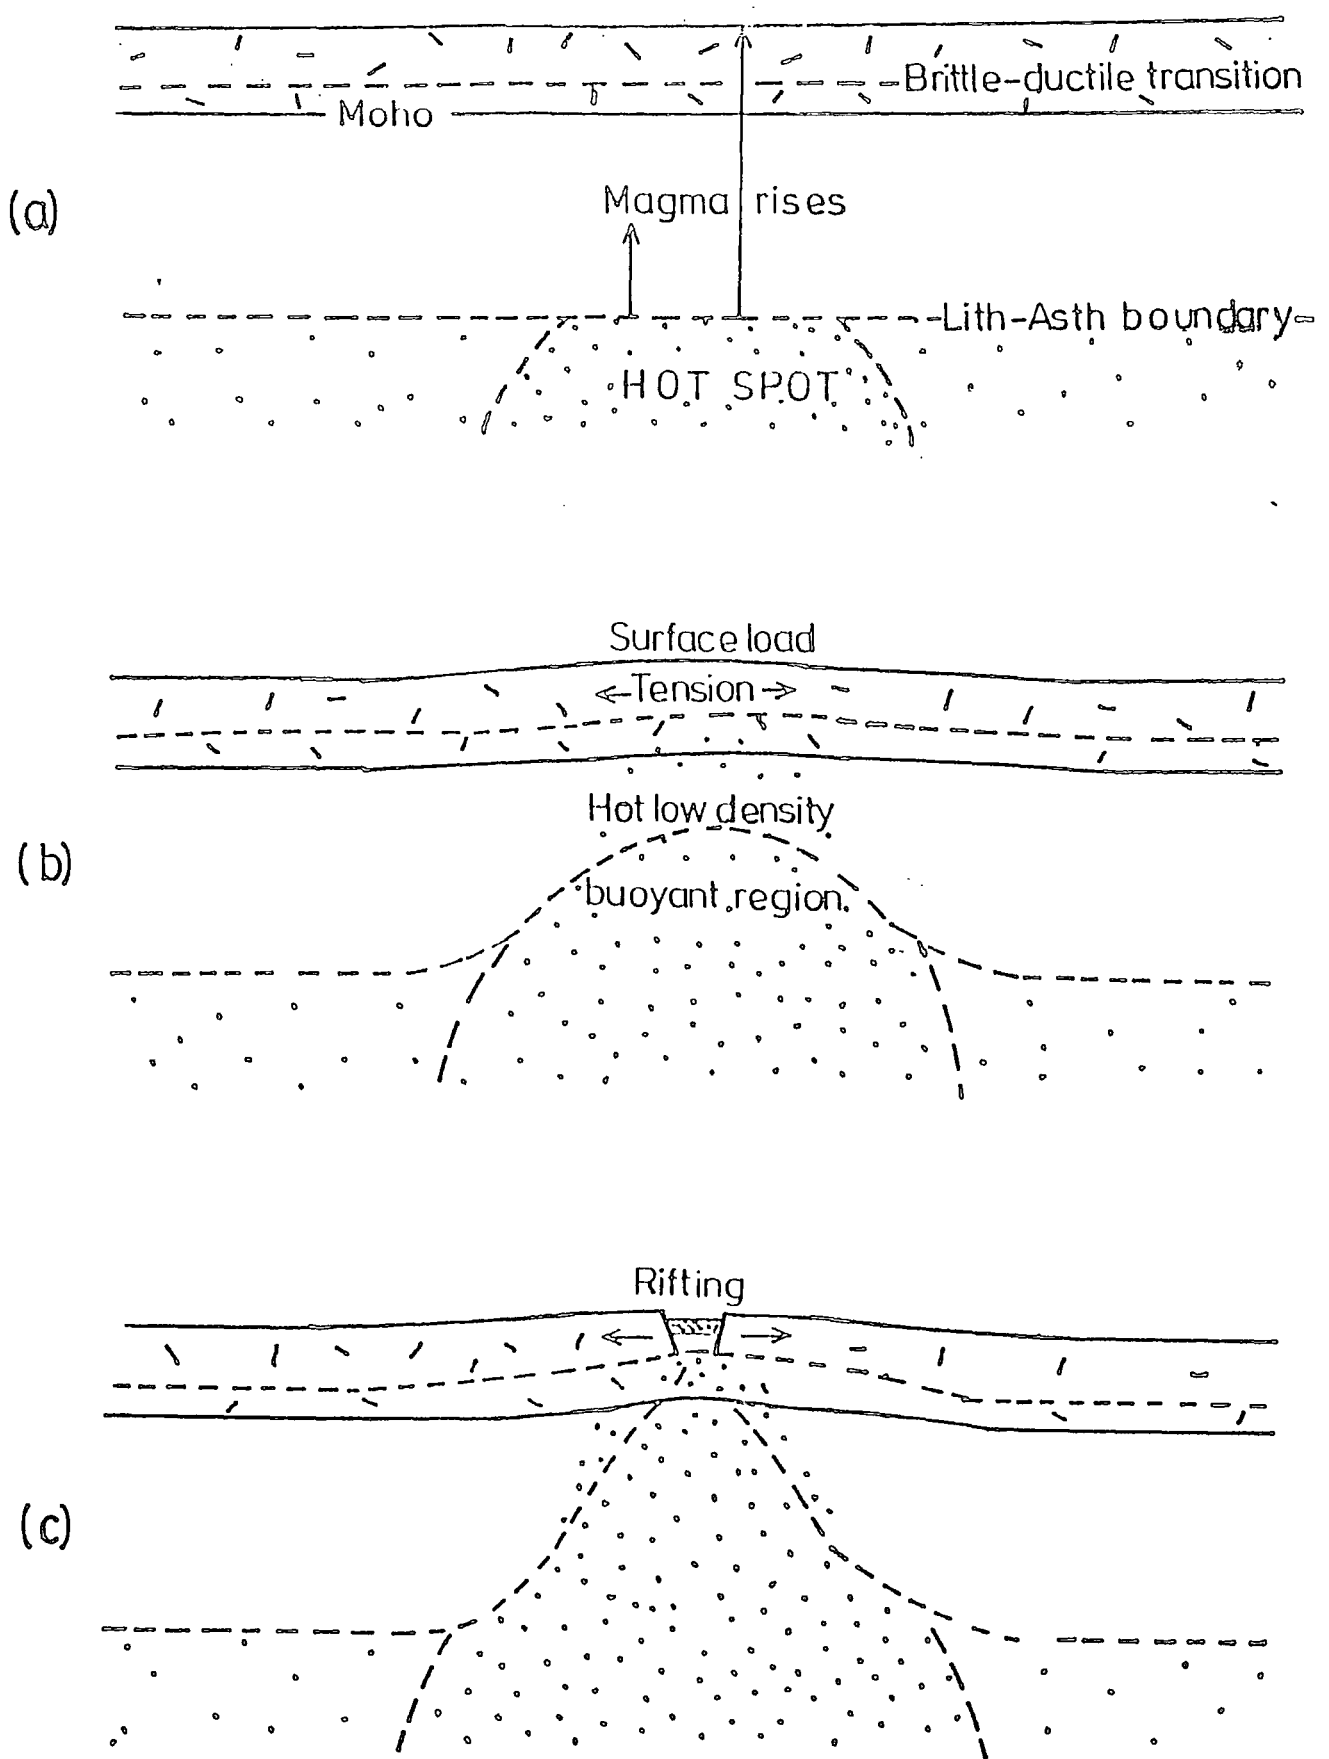 Brittle-ductile transition
Moho
(a)
Magma rises
Lith-Asth boundary
HOT SPOT
Surface load
Tension
Hot low density
(b)
buoyant region
Rifting
(c)